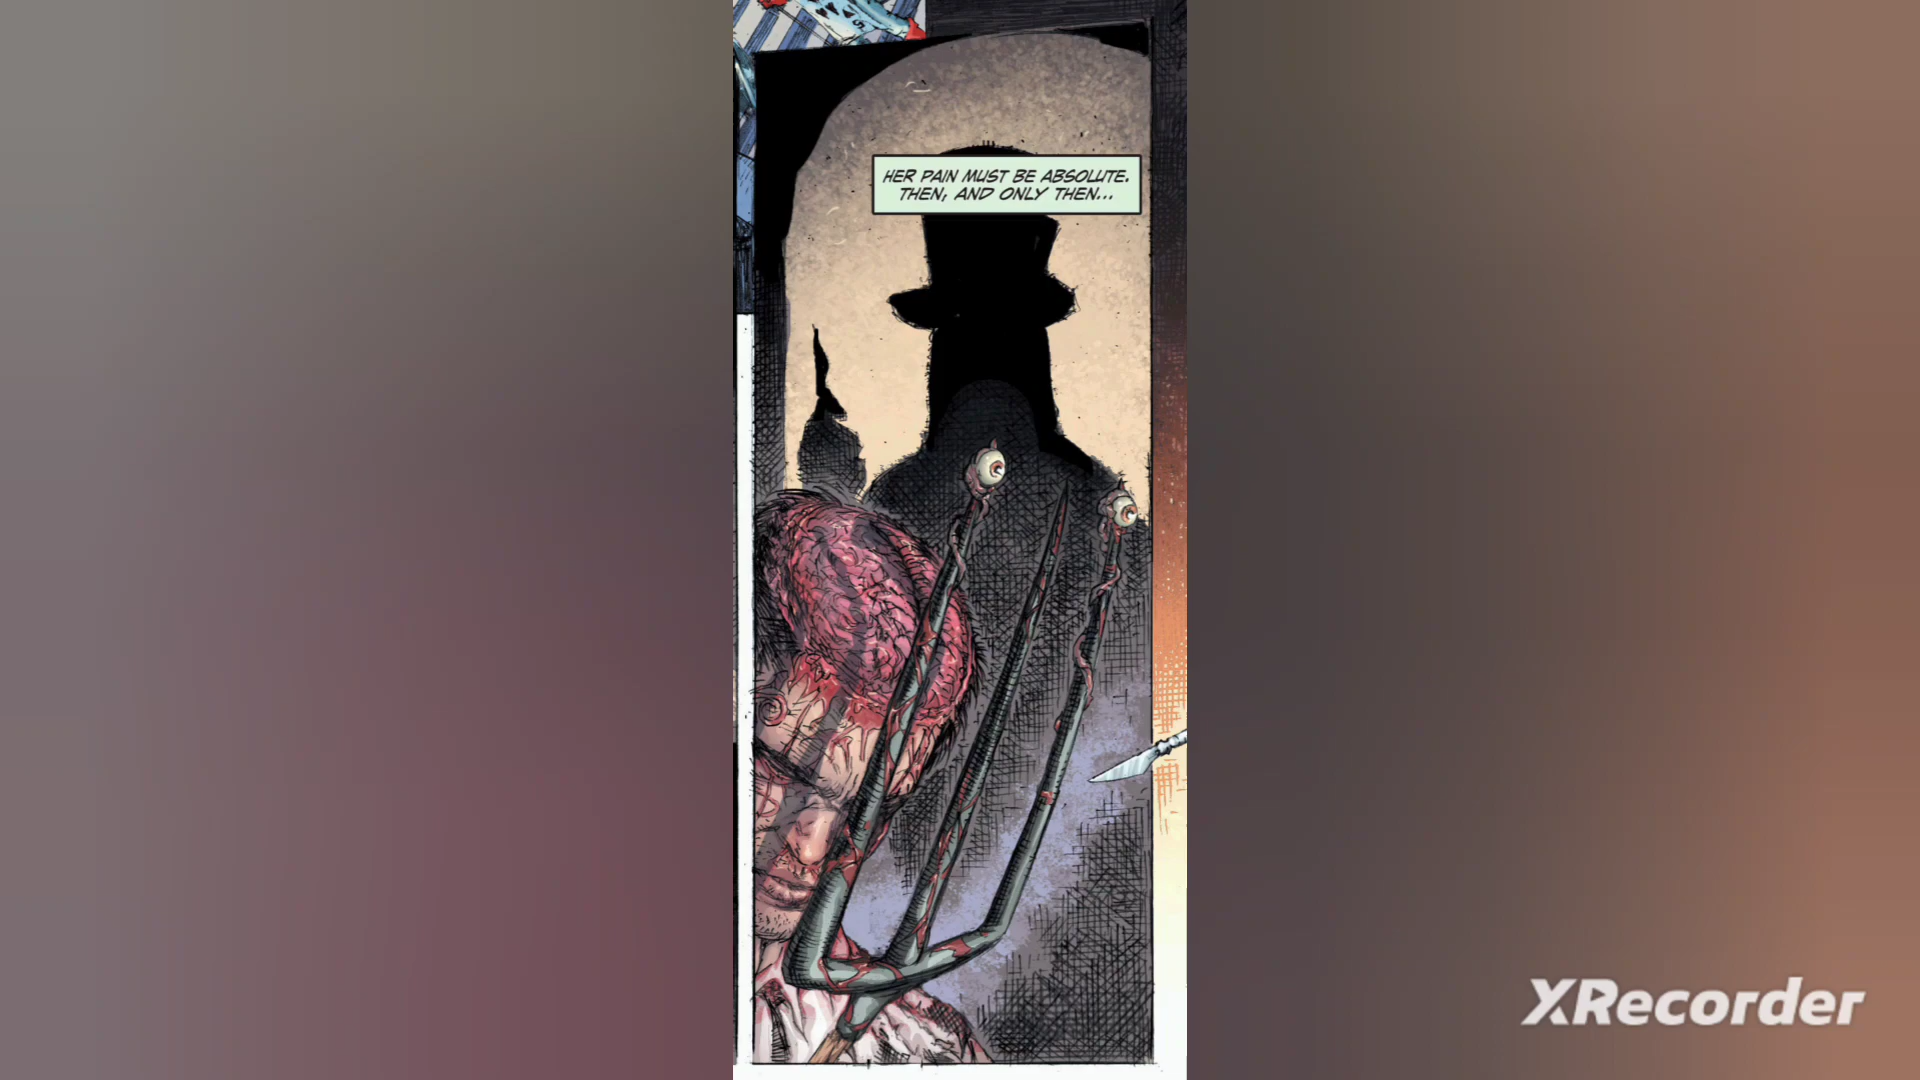 HER PAIN MUST BE ABSOLUTE.
THEN, AND ONLY THEN...
XRecorder